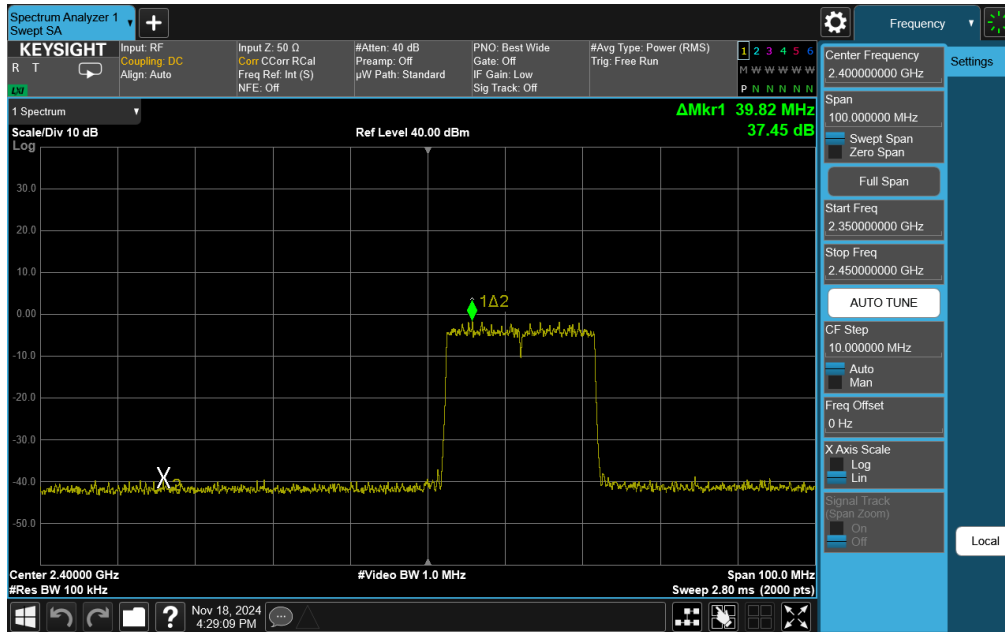 Spectrum Analyzer 1
Swept SA
Frequency
KEYSIGHT
R T
LXI
Input: RF
Coupling: DC
Align: Auto
Input Z: 50 Ω
Corr CCorr RCal
Freq Ref: Int (S)
NFE: Off
#Atten: 40 dB
Preamp: Off
µW Path: Standard
PNO: Best Wide
Gate: Off
IF Gain: Low
Sig Track: Off
#Avg Type: Power (RMS)
Trig: Free Run
1 2 3 4 5 6
M W W W W W
P N N N N N
1 Spectrum
ΔMkr1 39.82 MHz
37.45 dB
Scale/Div 10 dB
Ref Level 40.00 dBm
Log
30.0
20.0
10.0
0.00
-10.0
-20.0
-30.0
-40.0
-50.0
1Δ2
X
2
Center 2.40000 GHz
#Video BW 1.0 MHz
Span 100.0 MHz
#Res BW 100 kHz
Sweep 2.80 ms (2000 pts)
?
Nov 18, 2024
4:29:09 PM
Center Frequency
2.400000000 GHz
Span
100.000000 MHz
Swept Span
Zero Span
Full Span
Start Freq
2.350000000 GHz
Stop Freq
2.450000000 GHz
AUTO TUNE
CF Step
10.000000 MHz
Auto
Man
Freq Offset
0 Hz
X Axis Scale
Log
Lin
Signal Track
(Span Zoom)
On
Off
Settings
Local